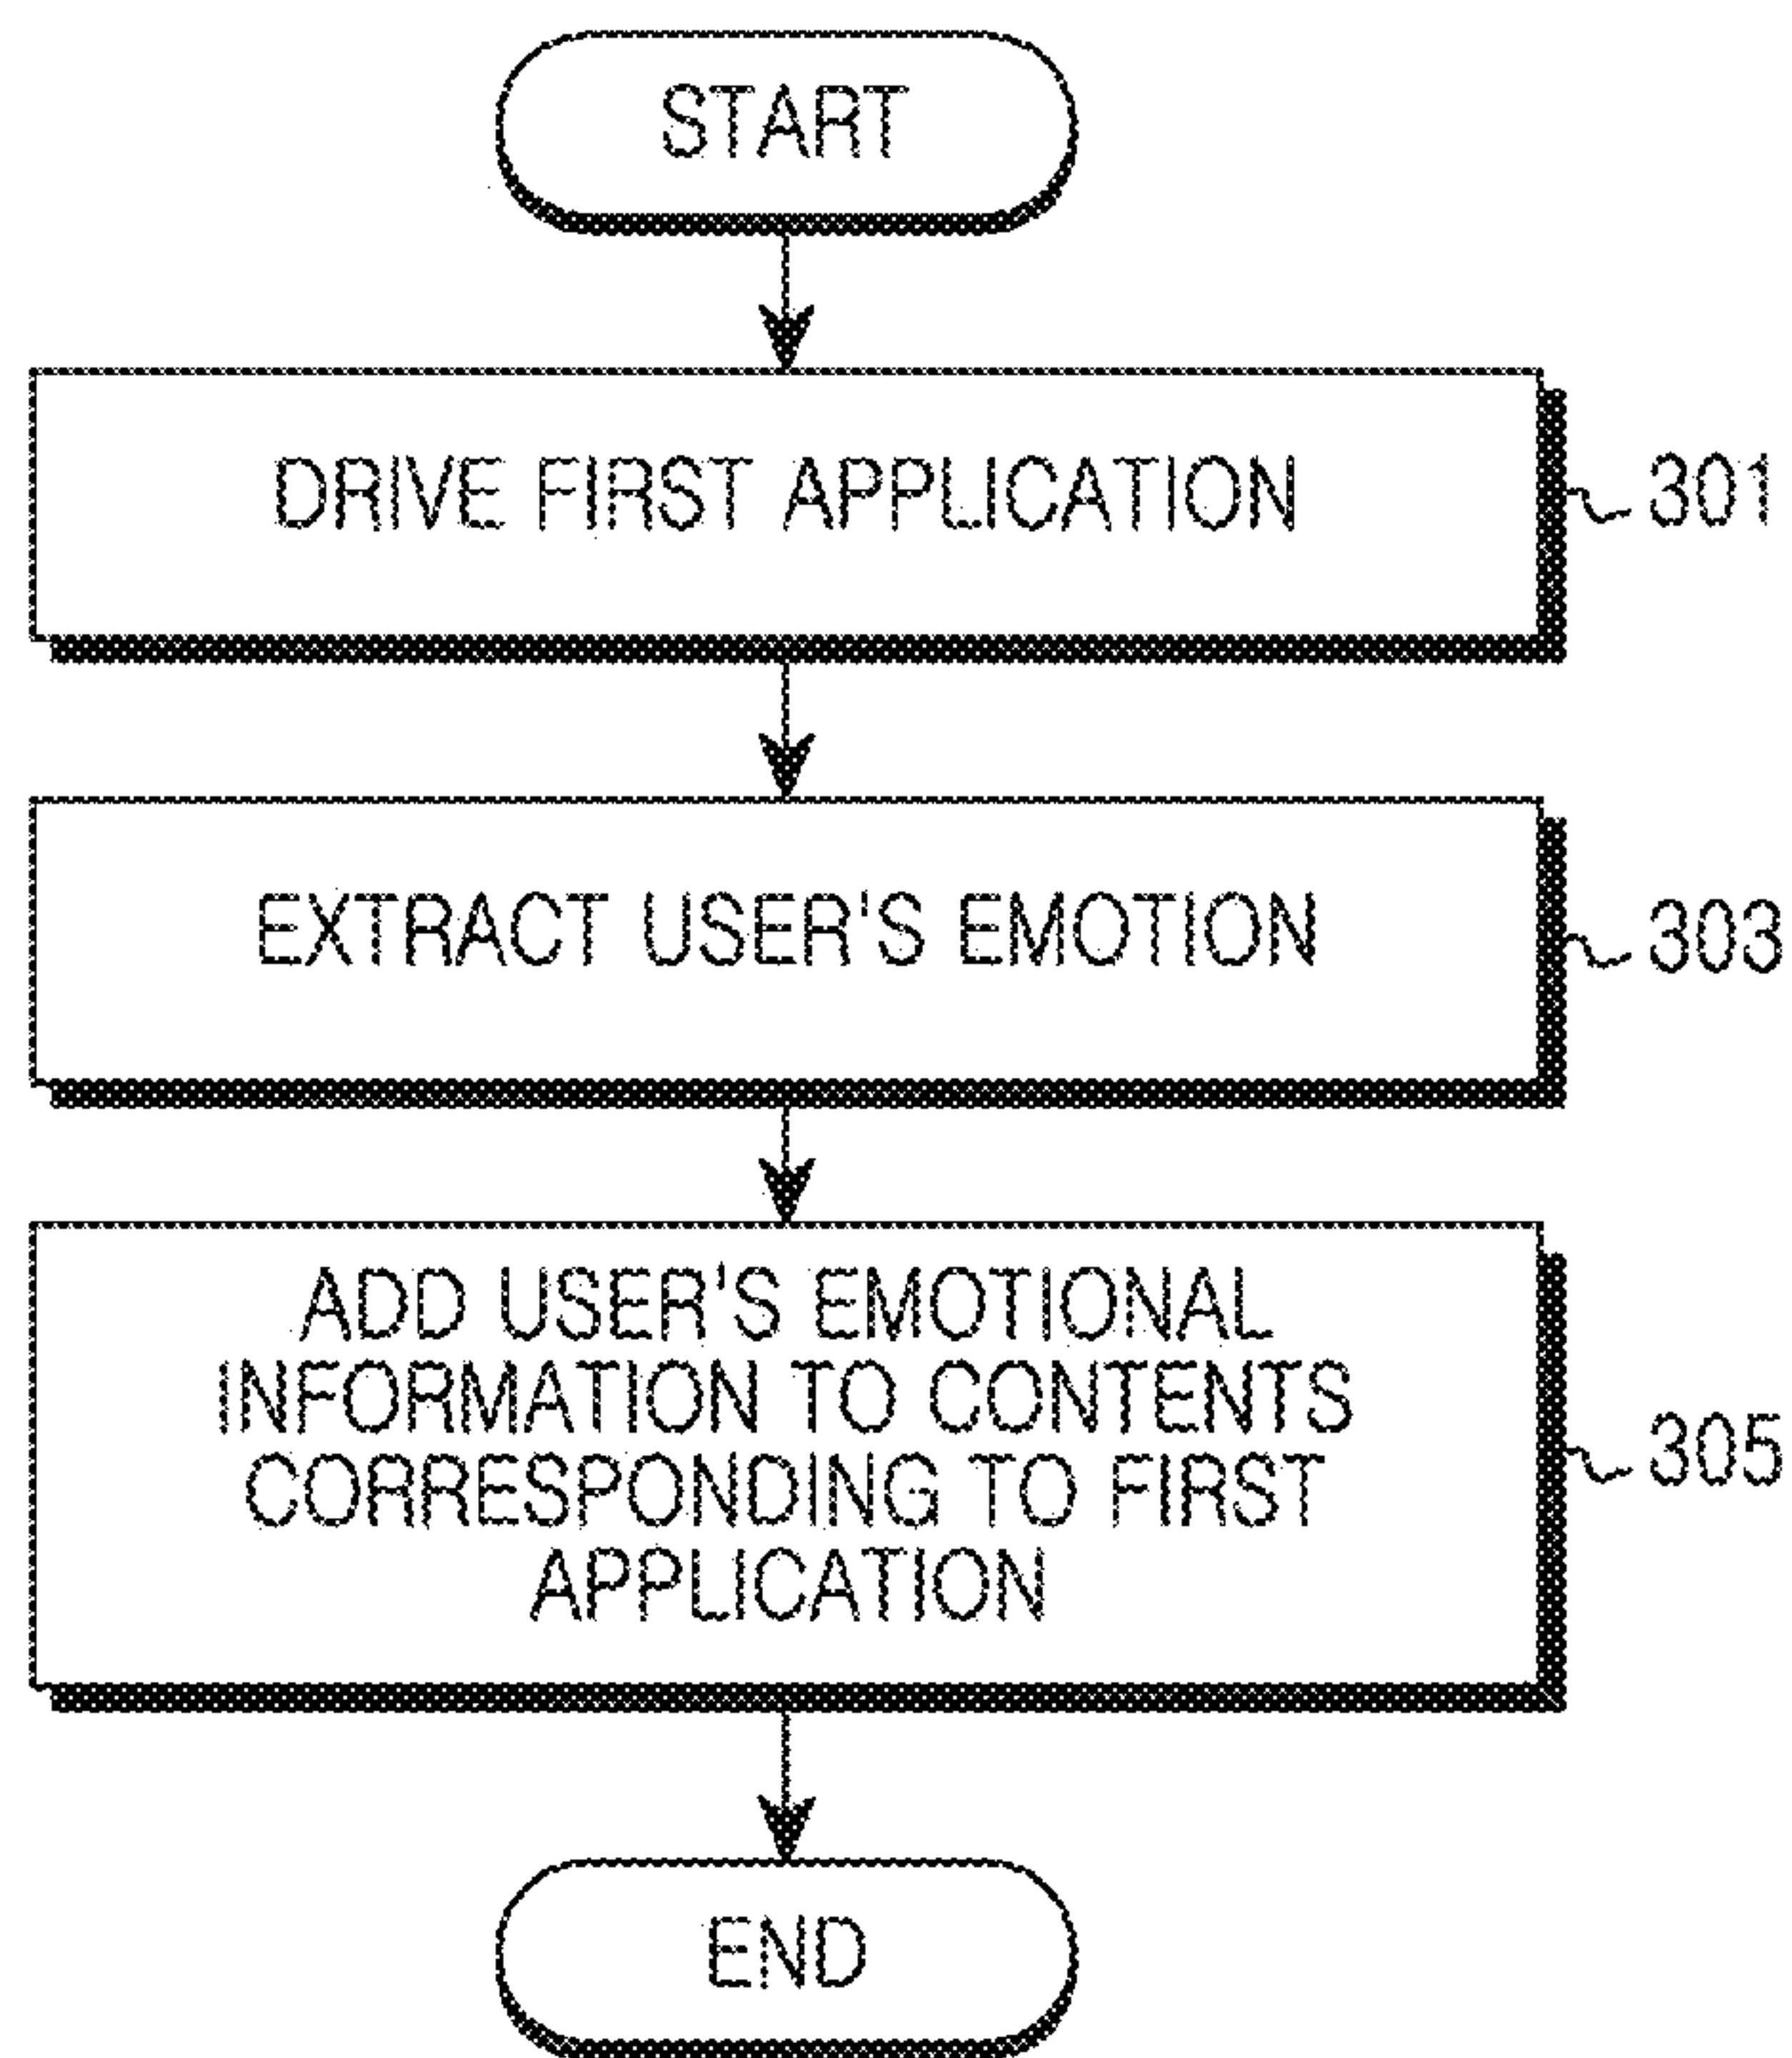 START
DRIVE FIRST APPLICATION
301
EXTRACT USER'S EMOTION
303
ADD USER'S EMOTIONAL
INFORMATION TO CONTENTS
CORRESPONDING TO FIRST
APPLICATION
305
END